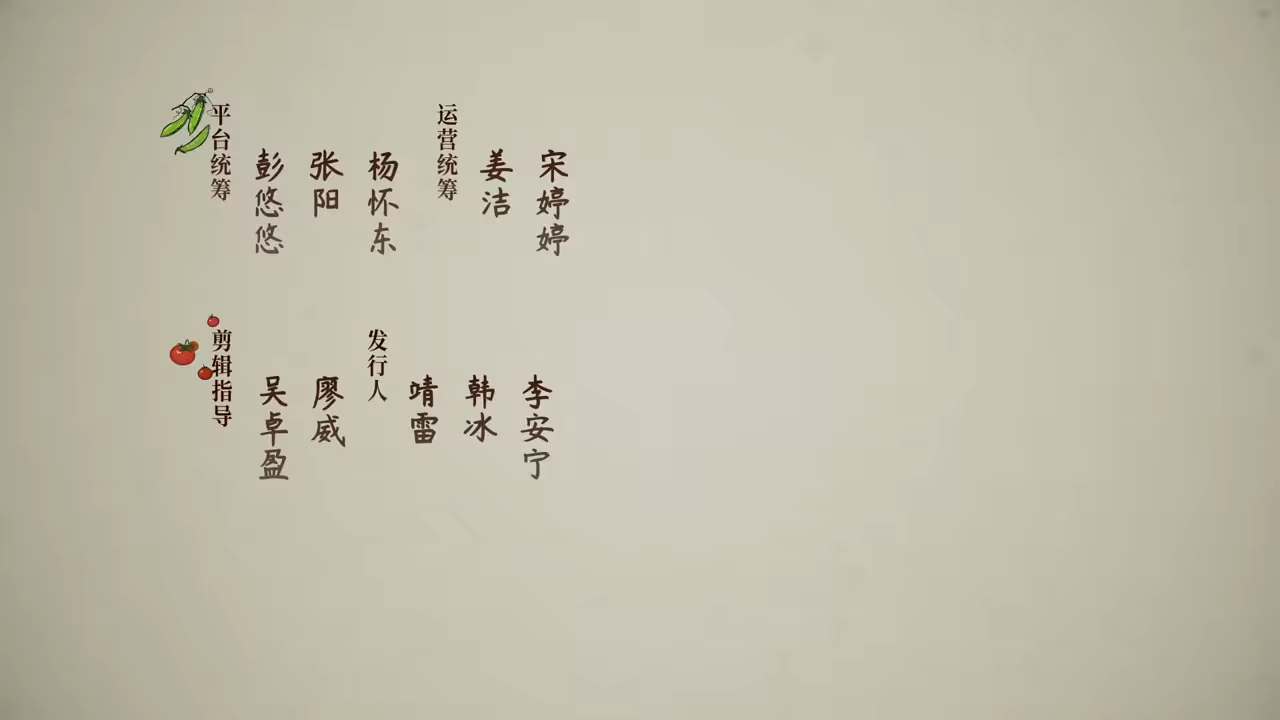 平台统筹
彭悠悠
张阳
杨怀东
运营统筹
姜洁
宋婷婷
剪辑指导
吴卓盈
廖威
发行人
靖雷
韩冰
李安宁